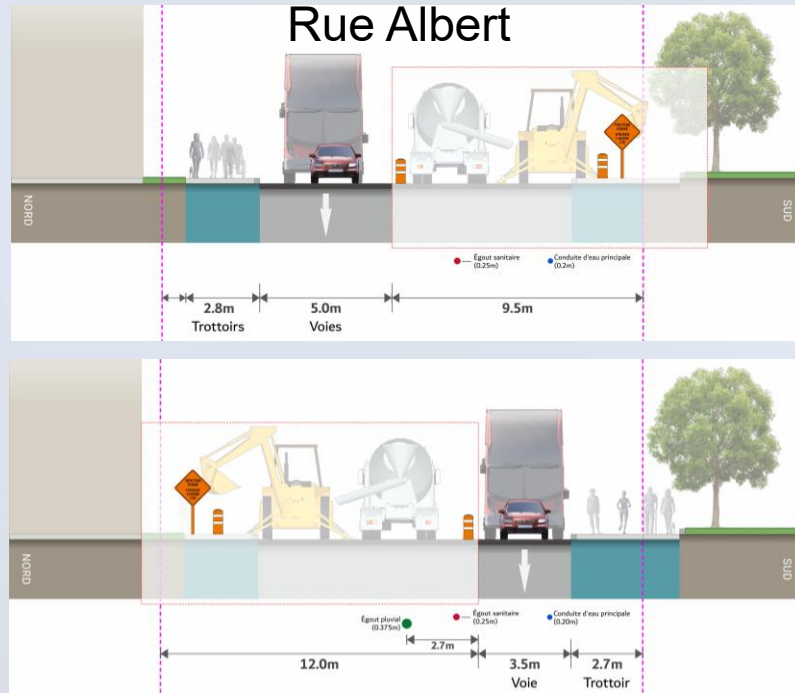 Rue Albert
NORD
SUD
Égout sanitaire
(0.25m)
Conduite d'eau principale
(0.2m)
2.8m
5.0m
9.5m
Trottoirs
Voies
NORD
SUD
Égout pluvial
(0.375m)
Égout sanitaire
(0.25m)
Conduite d'eau principale
(0.20m)
2.7m
12.0m
3.5m
2.7m
Voie
Trottoir